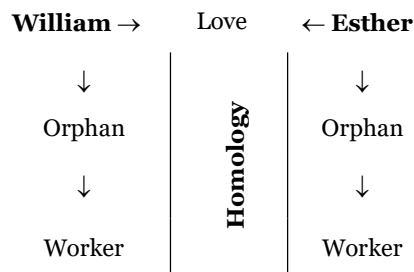 William → Love ← Esther
↓ ↓
Orphan Orphan
Homology
↓ ↓
Worker Worker